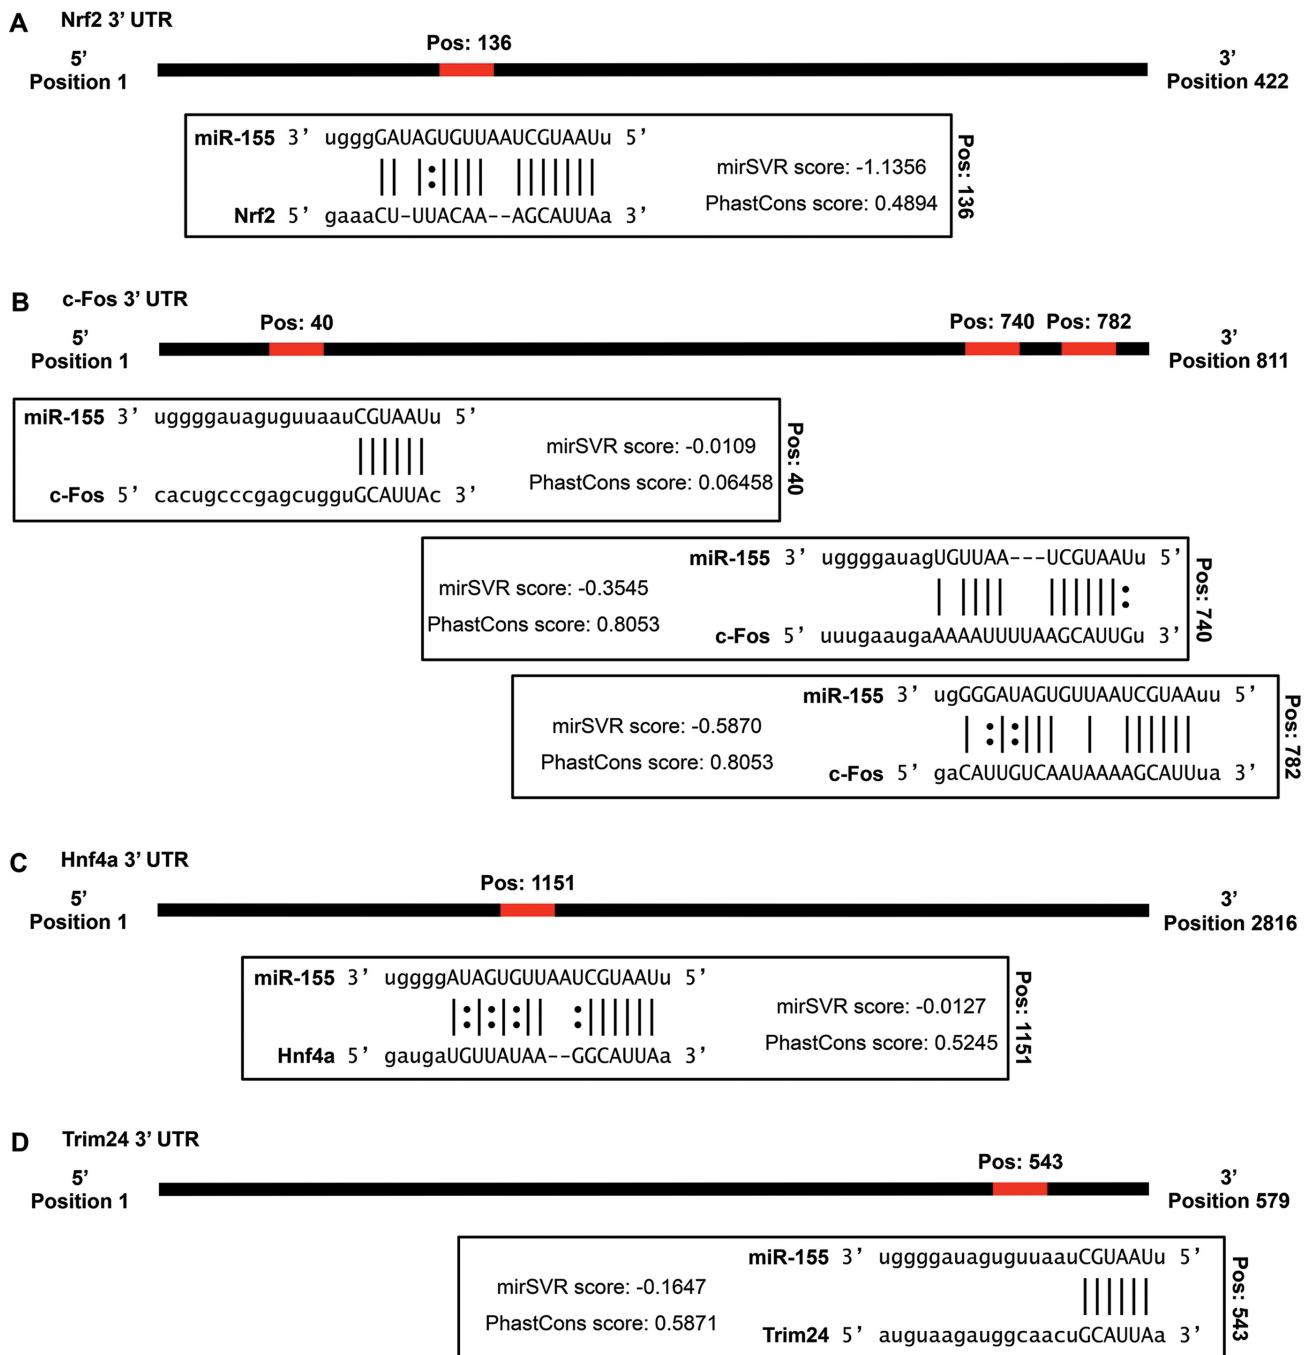 A Nrf2 3’ UTR
Pos: 136
5’
Position 1
3’
Position 422
miR-155 3’ ugggGAUAGUGUUAAUCGUAAUu 5’
Nrf2 5’ gaaaCU-UUACAA--AGCAUUAa 3’
mirSVR score: -1.1356
PhastCons score: 0.4894
Pos: 136
B c-Fos 3’ UTR
Pos: 40
Pos: 740 Pos: 782
5’
Position 1
3’
Position 811
miR-155 3’ uggggauaguguuaauCGUAAUu 5’
c-Fos 5’ cacugcccgagcugguGCAUUAc 3’
mirSVR score: -0.0109
PhastCons score: 0.06458
Pos: 40
mirSVR score: -0.3545
PhastCons score: 0.8053
miR-155 3’ uggggauagUGUUAA---UCGUAAUu 5’
c-Fos 5’ uuugaaugaAAAAUUUUAAGCAUUGu 3’
Pos: 740
mirSVR score: -0.5870
PhastCons score: 0.8053
miR-155 3’ ugGGGAUAGUGUUAAUCGUAAuu 5’
c-Fos 5’ gaCAUUGUCAAUAAAAGCAUUua 3’
Pos: 782
C Hnf4a 3’ UTR
Pos: 1151
5’
Position 1
3’
Position 2816
miR-155 3’ uggggAUAGUGUUAAUCGUAAUu 5’
Hnf4a 5’ gaugaUGUUAUAA--GGCAUUAa 3’
mirSVR score: -0.0127
PhastCons score: 0.5245
Pos: 1151
D Trim24 3’ UTR
Pos: 543
5’
Position 1
3’
Position 579
mirSVR score: -0.1647
PhastCons score: 0.5871
miR-155 3’ uggggauaguguuaauCGUAAUu 5’
Trim24 5’ auguaagauggcaacuGCAUUAa 3’
Pos: 543